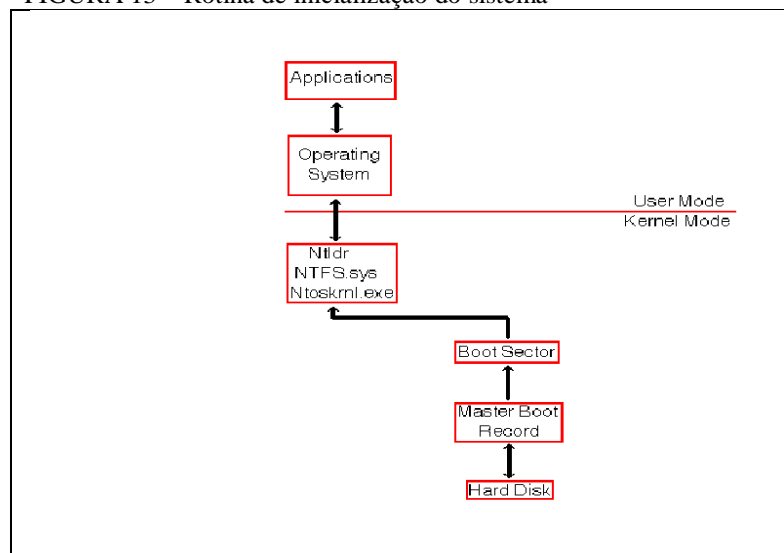 FIGURA 13 – Rotina de inicialização do sistema
Applications
Operating
System
User Mode
Kernel Mode
Ntldr
NTFS.sys
Ntoskrnl.exe
Boot Sector
Master Boot
Record
Hard Disk